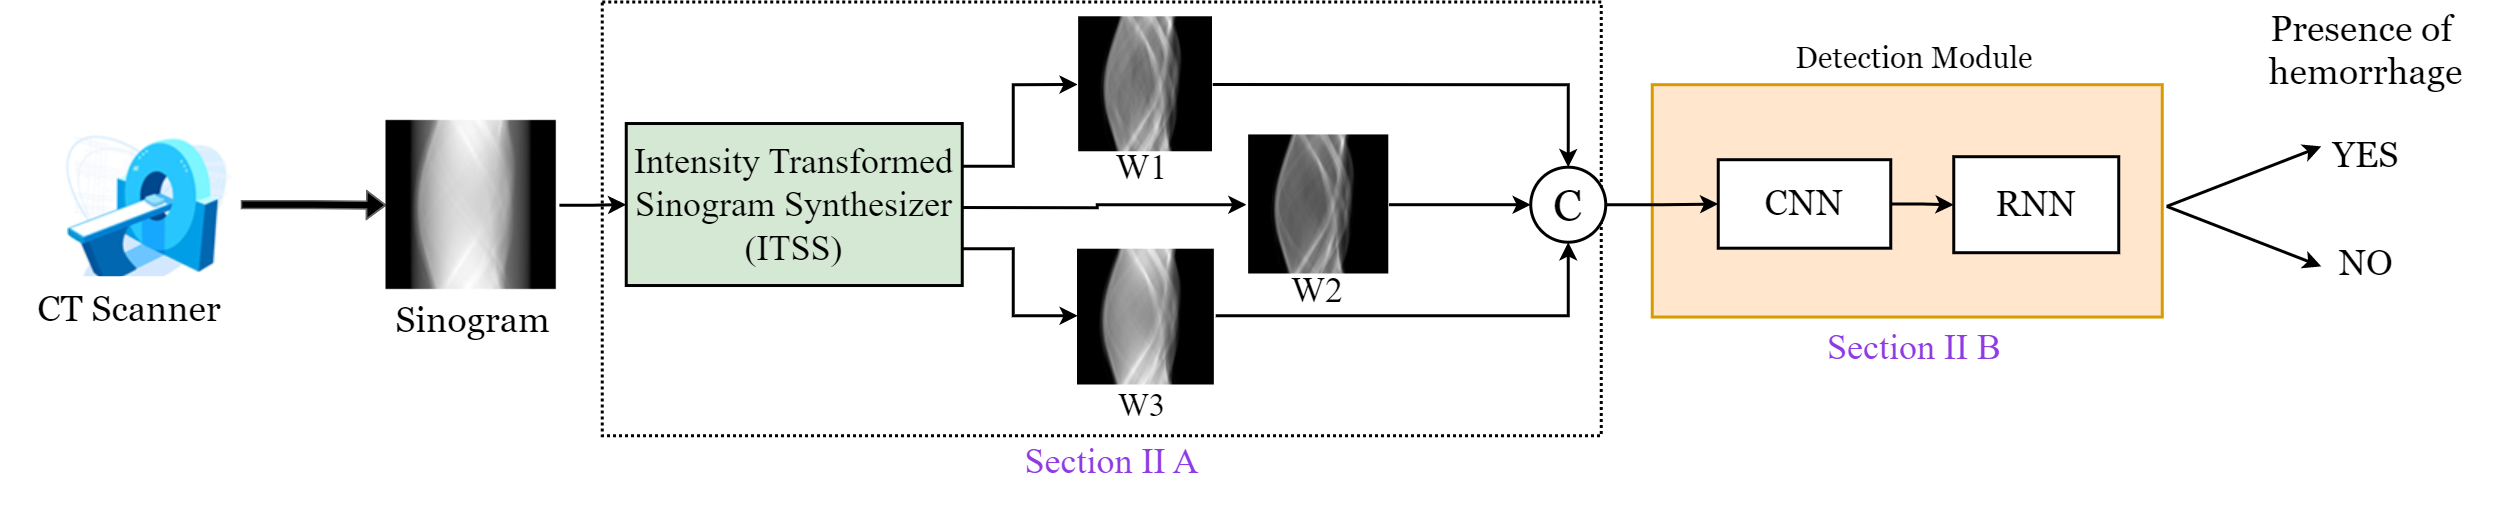 CT Scanner
Sinogram
Intensity Transformed
Sinogram Synthesizer
(ITSS)
W1
W2
W3
C
Section II A
Detection Module
CNN
RNN
Section II B
Presence of
hemorrhage
YES
NO